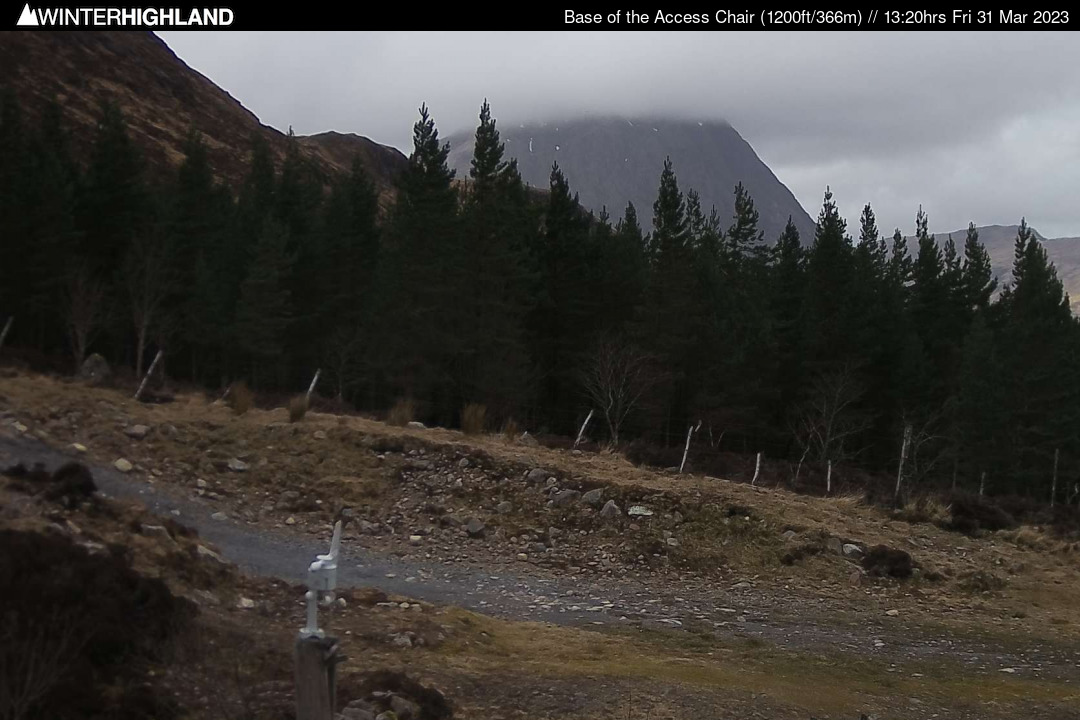 WINTERHIGHLAND
Base of the Access Chair (1200ft/366m) // 13:20hrs Fri 31 Mar 2023